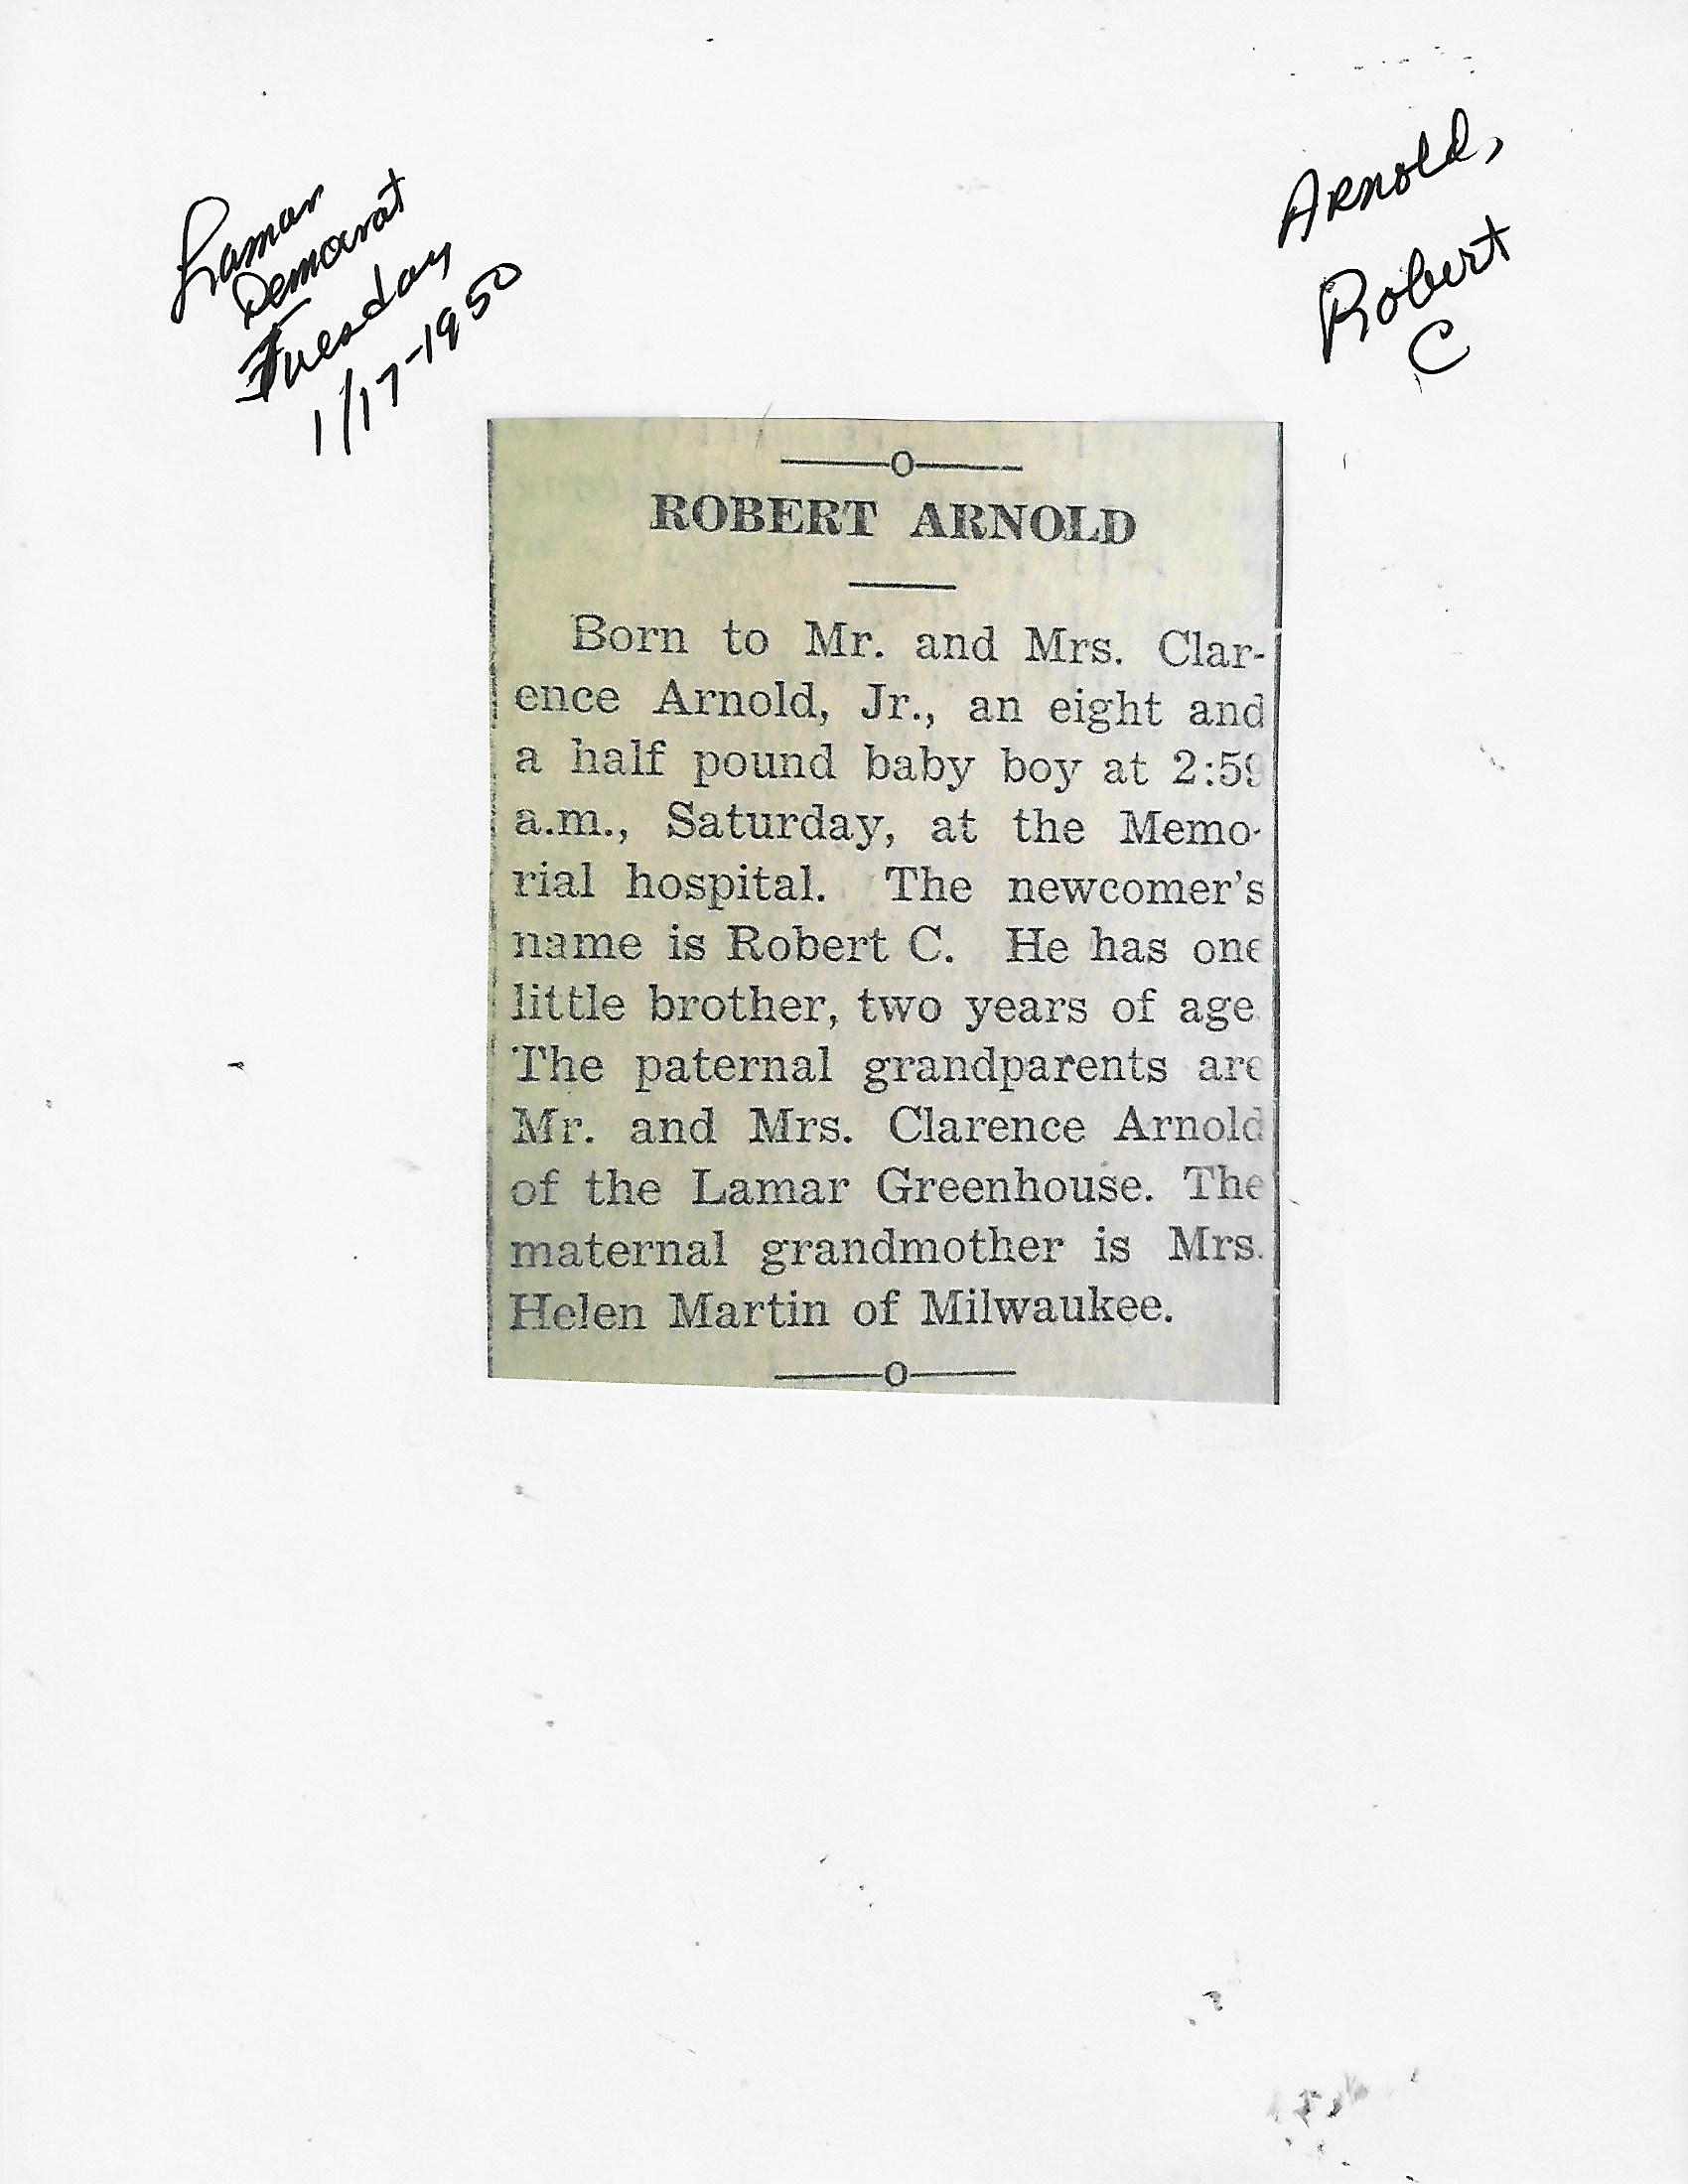 Lamar
Democrat
Tuesday
1/17-1950
Arnold,
Robert
C
ROBERT ARNOLD
Born to Mr. and Mrs. Clar-
ence Arnold, Jr., an eight and
a half pound baby boy at 2:59
a.m., Saturday, at the Memo-
rial hospital. The newcomer's
name is Robert C. He has one
little brother, two years of age.
The paternal grandparents are
Mr. and Mrs. Clarence Arnold
of the Lamar Greenhouse. The
maternal grandmother is Mrs.
Helen Martin of Milwaukee.